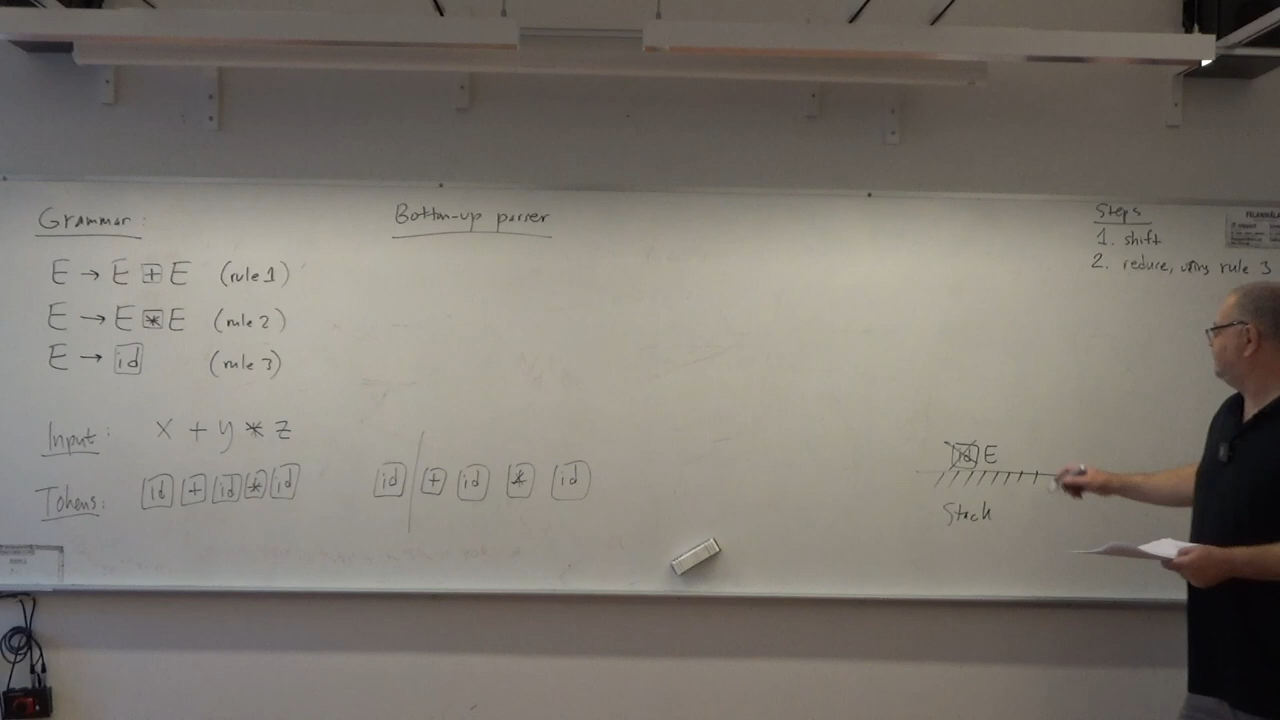 Grammar:
E → E + E (rule 1)
E → E * E (rule 2)
E → id (rule 3)
Input: x + y * z
Tokens: id + id * id
Bottom-up parser
id + id * id
id E
Stack
Steps
1. shift
2. reduce, using rule 3